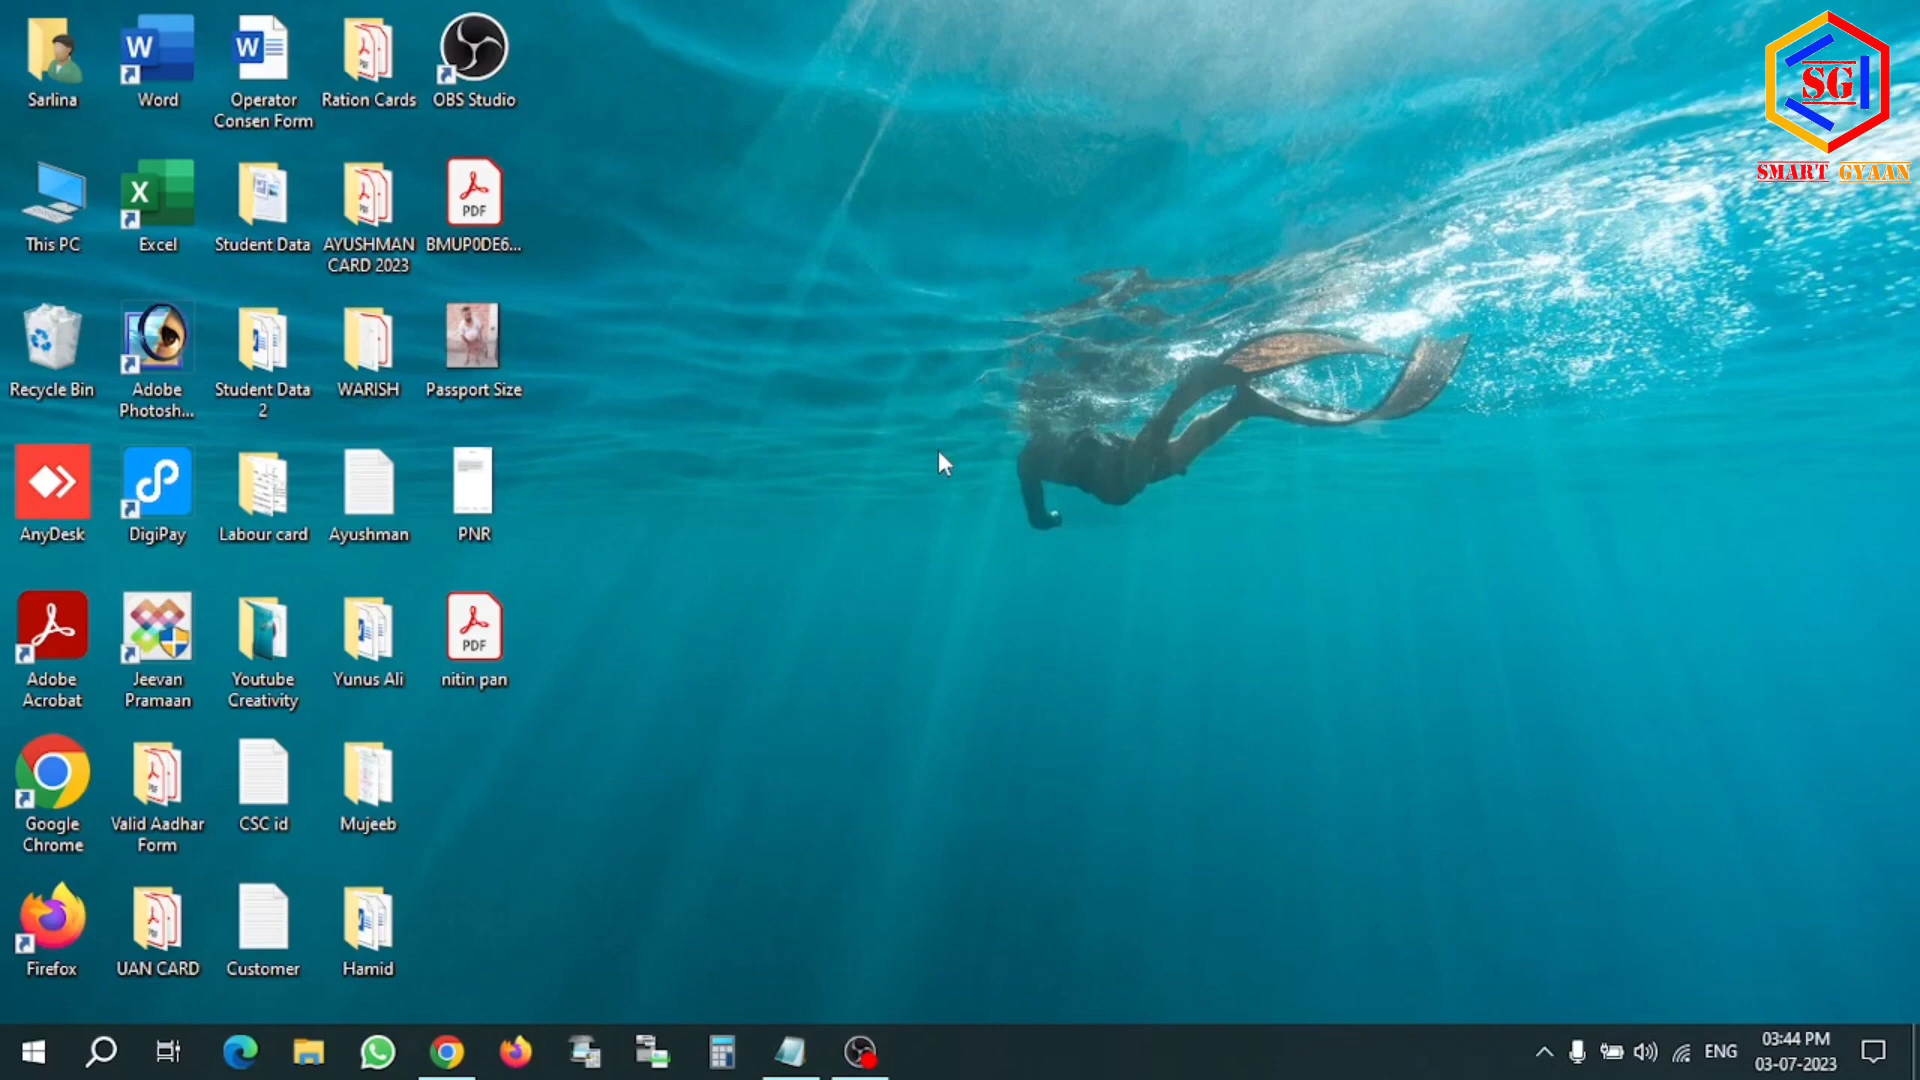 Sarlina
Word
Operator
Consen Form
Ration Cards
OBS Studio
SG
SMART GYAAN
This PC
Excel
Student Data
AYUSHMAN
CARD 2023
PDF
BMUP0DE6...
Recycle Bin
Adobe
Photosh...
Student Data
2
WARISH
Passport Size
AnyDesk
DigiPay
Labour card
Ayushman
PNR
Adobe
Acrobat
Jeevan
Pramaan
Youtube
Creativity
Yunus Ali
PDF
nitin pan
Google
Chrome
Valid Aadhar
Form
CSC id
Mujeeb
Firefox
UAN CARD
Customer
Hamid
ENG
03:44 PM
03-07-2023